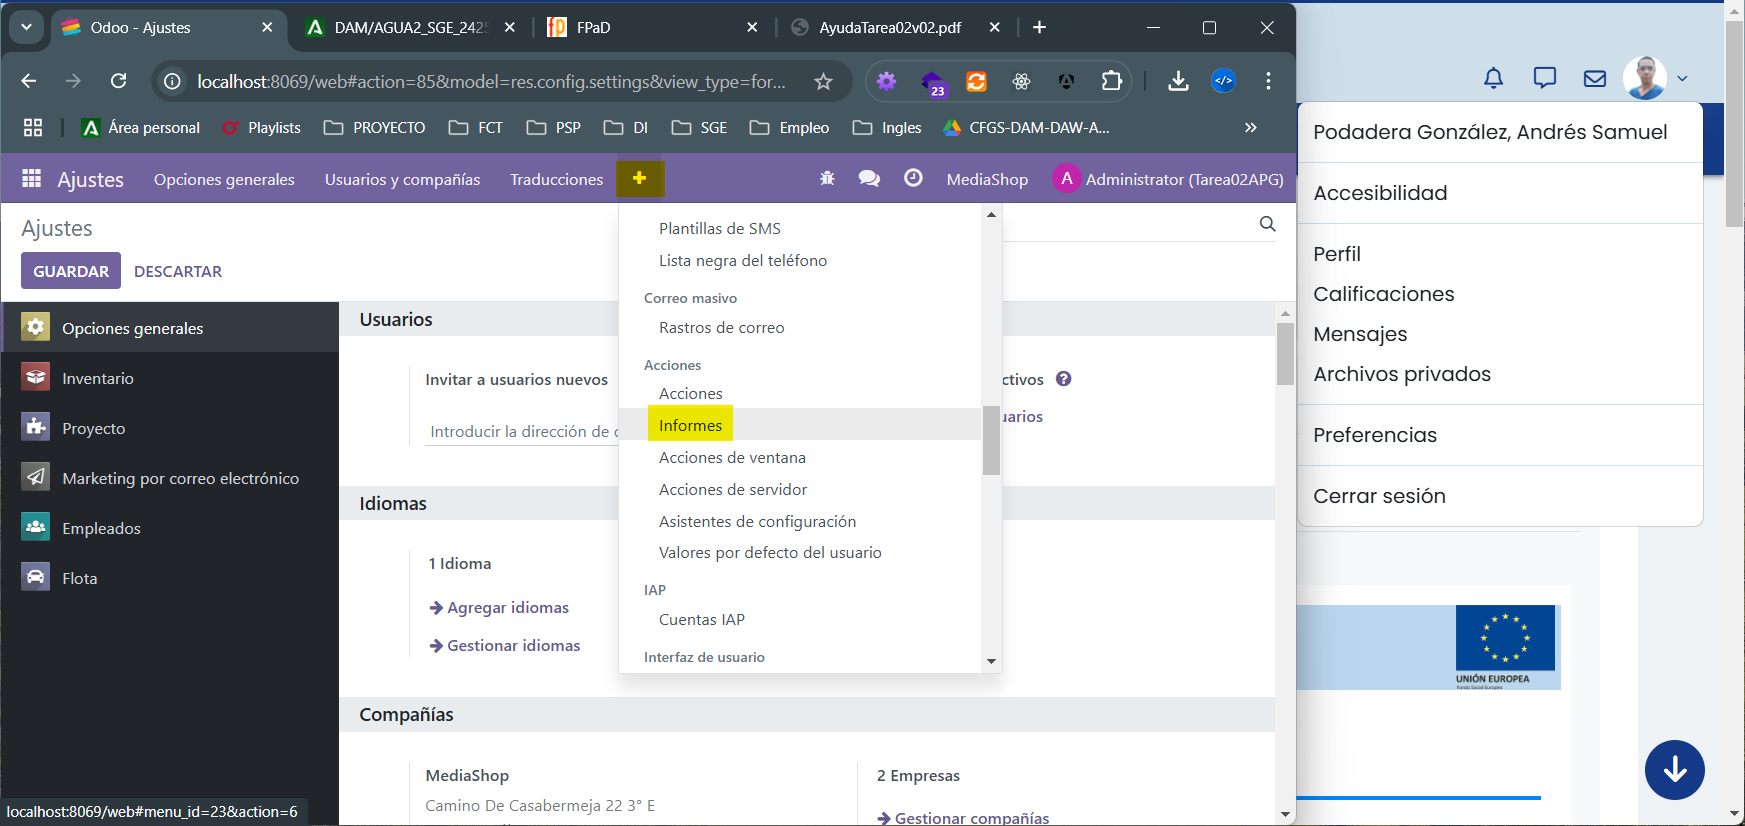 Odoo - Ajustes
DAM/AGUA2_SGE_242
FPaD
AyudaTarea02v02.pdf
localhost:8069/web#action=85&model=res.config.settings&view_type=for...
23
Área personal
Playlists
PROYECTO
FCT
PSP
DI
SGE
Empleo
Ingles
CFGS-DAM-DAW-A...
Ajustes
Opciones generales
Usuarios y compañías
Traducciones
MediaShop
A
Administrator (Tarea02APG)
Ajustes
GUARDAR
DESCARTAR
Opciones generales
Inventario
Proyecto
Marketing por correo electrónico
Empleados
Flota
Plantillas de SMS
Lista negra del teléfono
Correo masivo
Rastros de correo
Acciones
Acciones
Informes
Acciones de ventana
Acciones de servidor
Asistentes de configuración
Valores por defecto del usuario
IAP
Cuentas IAP
Interfaz de usuario
Usuarios
Invitar a usuarios nuevos
Introducir la dirección de
ctivos
uarios
Idiomas
1 Idioma
Agregar idiomas
Gestionar idiomas
Compañías
MediaShop
Camino De Casabermeja 22 3° E
2 Empresas
Gestionar compañías
localhost:8069/web#menu_id=23&action=6
Podadera González, Andrés Samuel
Accesibilidad
Perfil
Calificaciones
Mensajes
Archivos privados
Preferencias
Cerrar sesión
UNIÓN EUROPEA
Fondo Social Europeo